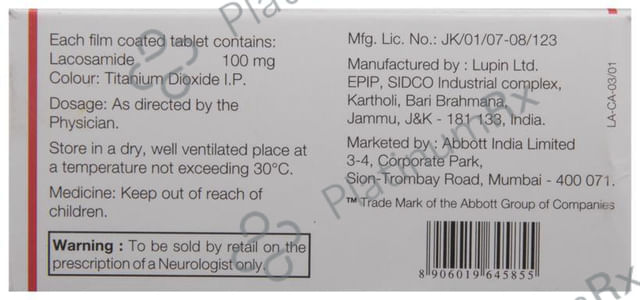 Each film coated tablet contains:
Lacosamide 100 mg
Colour: Titanium Dioxide I.P.
Dosage: As directed by the
Physician.
Store in a dry, well ventilated place at
a temperature not exceeding 30°C.
Medicine: Keep out of reach of
children.
Warning : To be sold by retail on the
prescription of a Neurologist only.
Mfg. Lic. No.: JK/01/07-08/123
Manufactured by : Lupin Ltd.
EPIP, SIDCO Industrial complex,
Kartholi, Bari Brahmana,
Jammu, J&K - 181 133, India.
Marketed by : Abbott India Limited
3-4, Corporate Park,
Sion-Trombay Road, Mumbai - 400 071.
™ Trade Mark of the Abbott Group of Companies
8 906019 645855
LA-CA-03/01
PlatinumRx
PlatinumRx